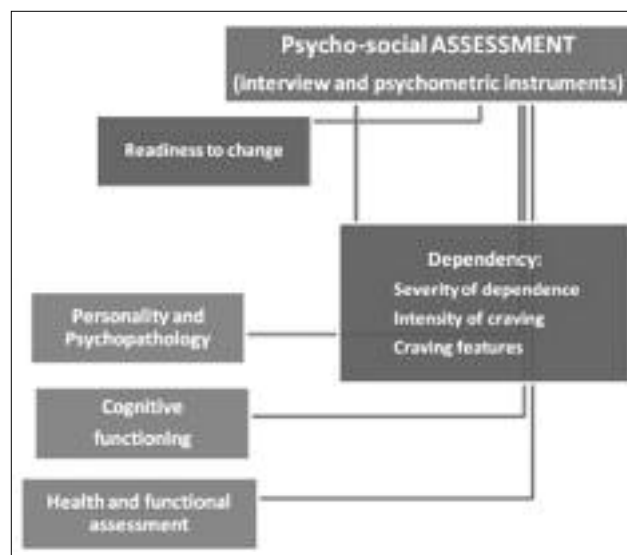 Psycho-social ASSESSMENT
(interview and psychometric instruments)
Readiness to change
Dependency:
Severity of dependence
Intensity of craving
Craving features
Personality and
Psychopathology
Cognitive
functioning
Health and functional
assessment